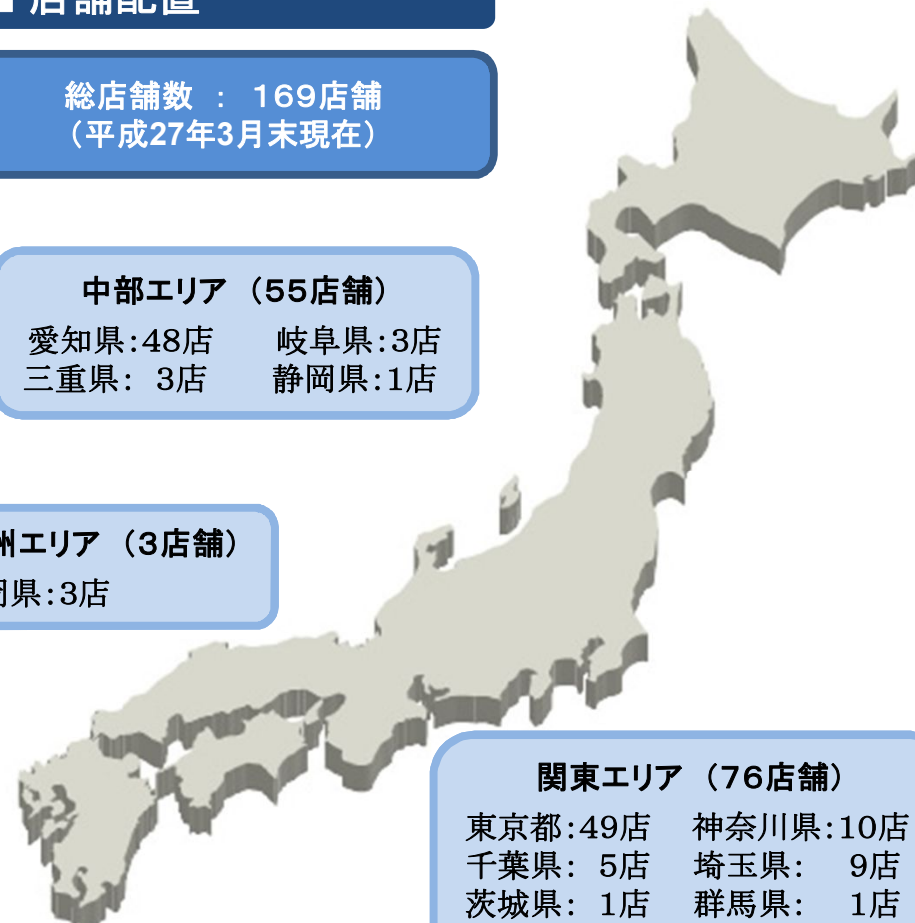 ■ 店舗配置
総店舗数 ： １６９店舗
（平成27年3月末現在）
中部エリア （５５店舗）
愛知県：48店 岐阜県：3店
三重県： 3店 静岡県：1店
州エリア （３店舗）
岡県：3店
関東エリア （７６店舗）
東京都：49店 神奈川県：10店
千葉県： 5店 埼玉県： 9店
茨城県： 1店 群馬県： 1店